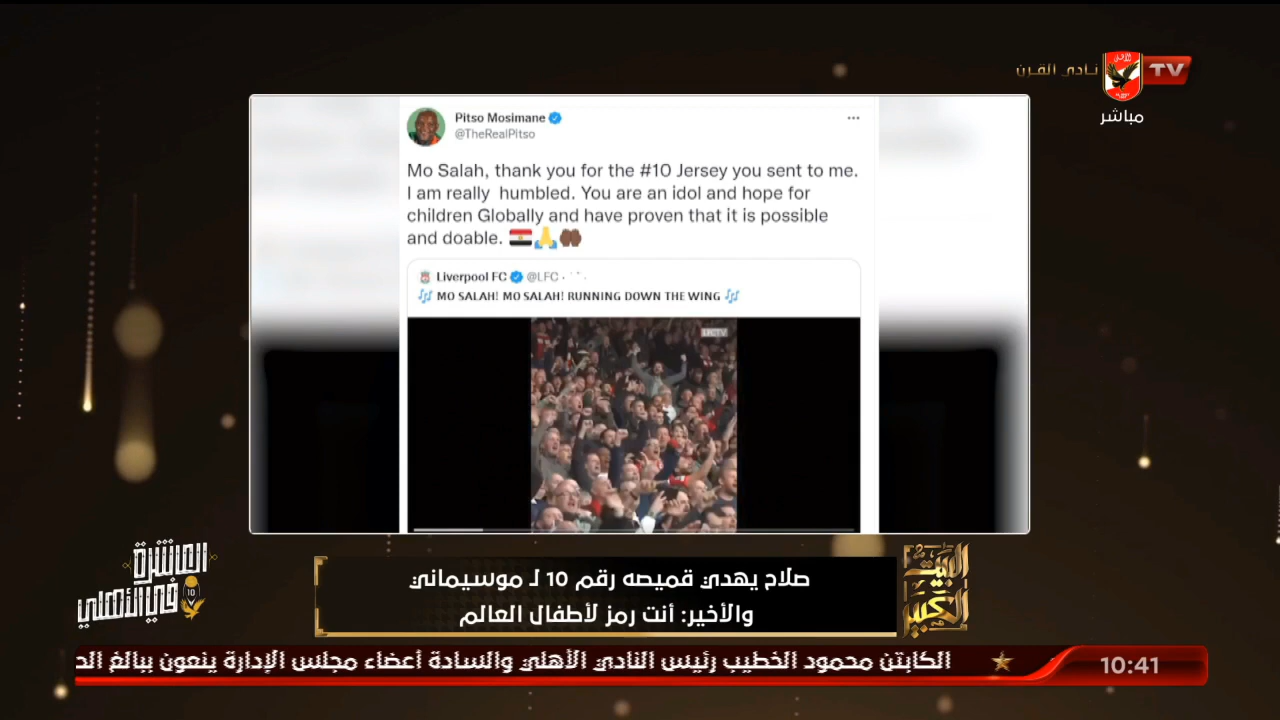 نادي القرن
TV
مباشر
Pitso Mosimane
@TheRealPitso
Mo Salah, thank you for the #10 Jersey you sent to me.
I am really humbled. You are an idol and hope for
children Globally and have proven that it is possible
and doable. 🇪🇬🙏🤲🏿
Liverpool FC @LFC ·
🎶 MO SALAH! MO SALAH! RUNNING DOWN THE WING 🎶
LFCTV
العاشرة
في الأهلي
10
صلاح يهدي قميصه رقم 10 لـ موسيماني
والأخير: أنت رمز لأطفال العالم
البيت
الكبير
الكابتن محمود الخطيب رئيس النادي الأهلي والسادة أعضاء مجلس الإدارة ينعون ببالغ الحـ
10:41